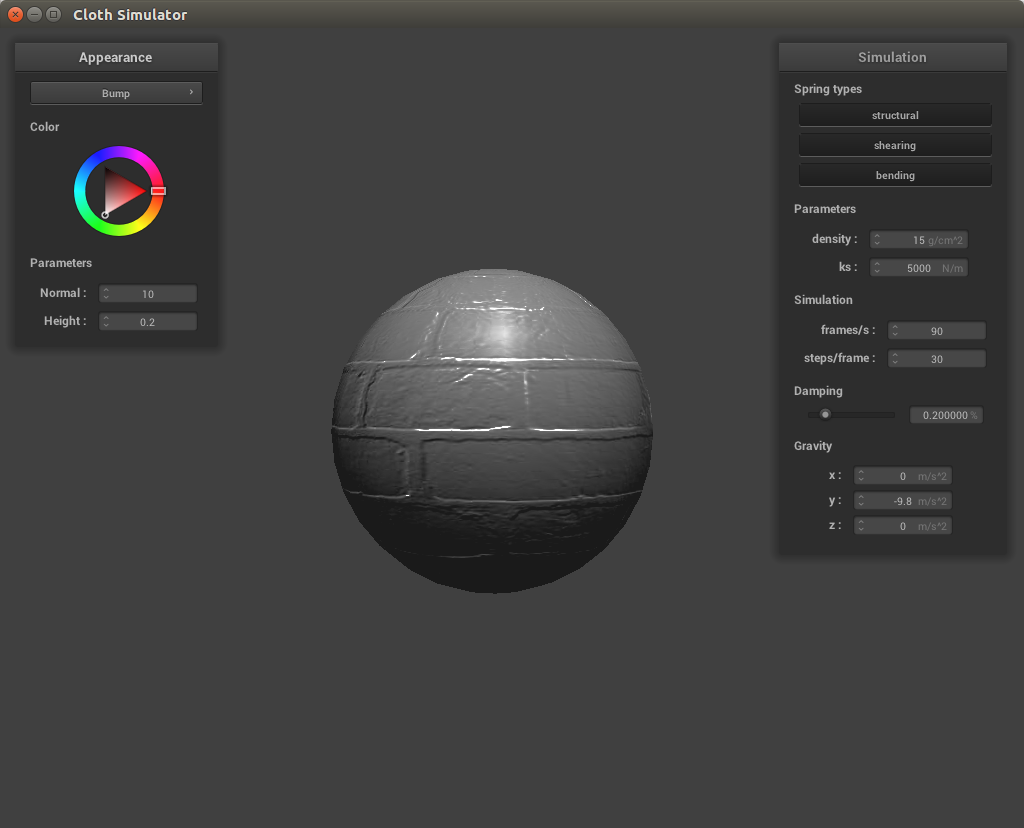 Cloth Simulator
Appearance
Bump
Color
Parameters
Normal : 10
Height : 0.2
Simulation
Spring types
structural
shearing
bending
Parameters
density : 15 g/cm^2
ks : 5000 N/m
Simulation
frames/s : 90
steps/frame : 30
Damping
0.200000 %
Gravity
x : 0 m/s^2
y : -9.8 m/s^2
z : 0 m/s^2